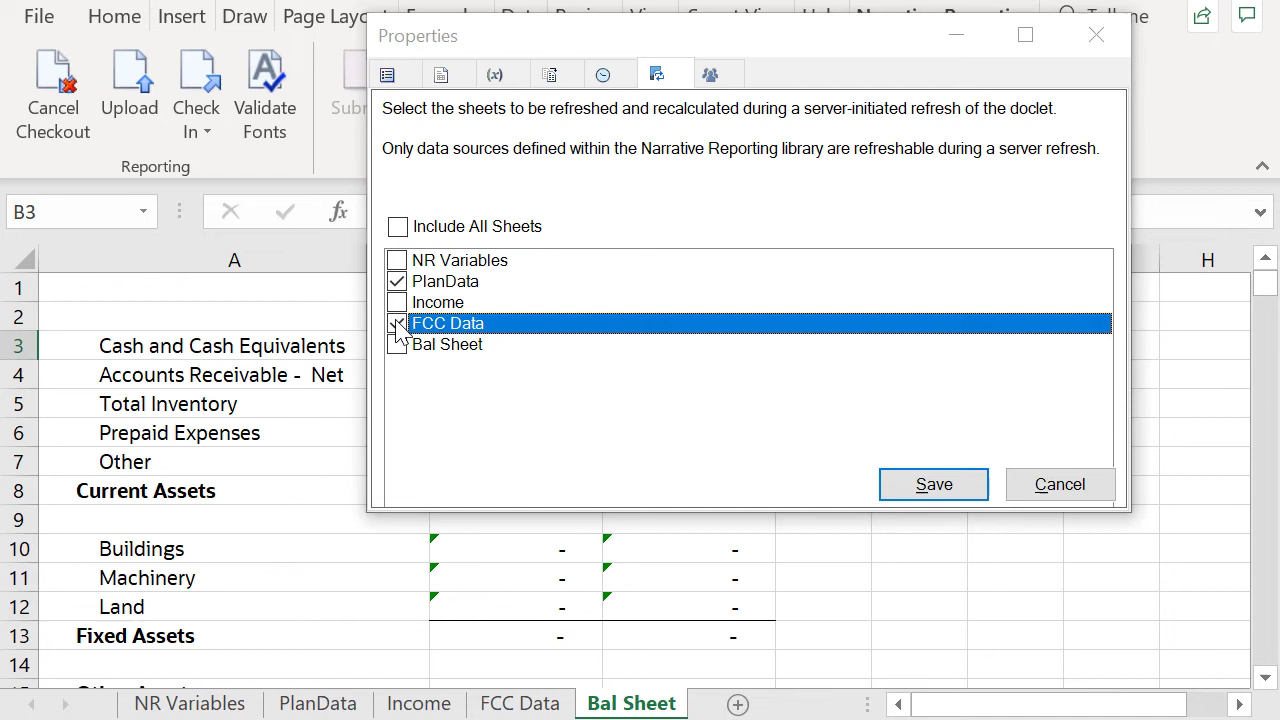 File Home Insert Draw Page Layo
Properties
Cancel Checkout
Upload
Check In
Validate Fonts
Subr
Reporting
Select the sheets to be refreshed and recalculated during a server-initiated refresh of the doclet.
Only data sources defined within the Narrative Reporting library are refreshable during a server refresh.
Include All Sheets
NR Variables
PlanData
Income
FCC Data
Bal Sheet
Save Cancel
B3 fx
A H
1
2
3 Cash and Cash Equivalents
4 Accounts Receivable - Net
5 Total Inventory
6 Prepaid Expenses
7 Other
8 Current Assets
9
10 Buildings - -
11 Machinery - -
12 Land - -
13 Fixed Assets - -
14
NR Variables PlanData Income FCC Data Bal Sheet